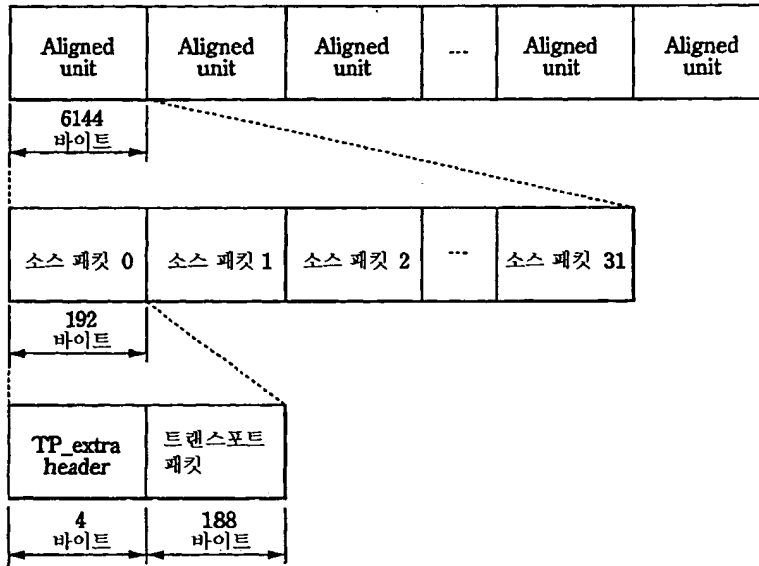 Aligned unit
Aligned unit
Aligned unit
---
Aligned unit
Aligned unit
6144
바이트
소스 패킷 0
소스 패킷 1
소스 패킷 2
---
소스 패킷 31
192
바이트
TP_extra header
트랜스포트 패킷
4
바이트
188
바이트